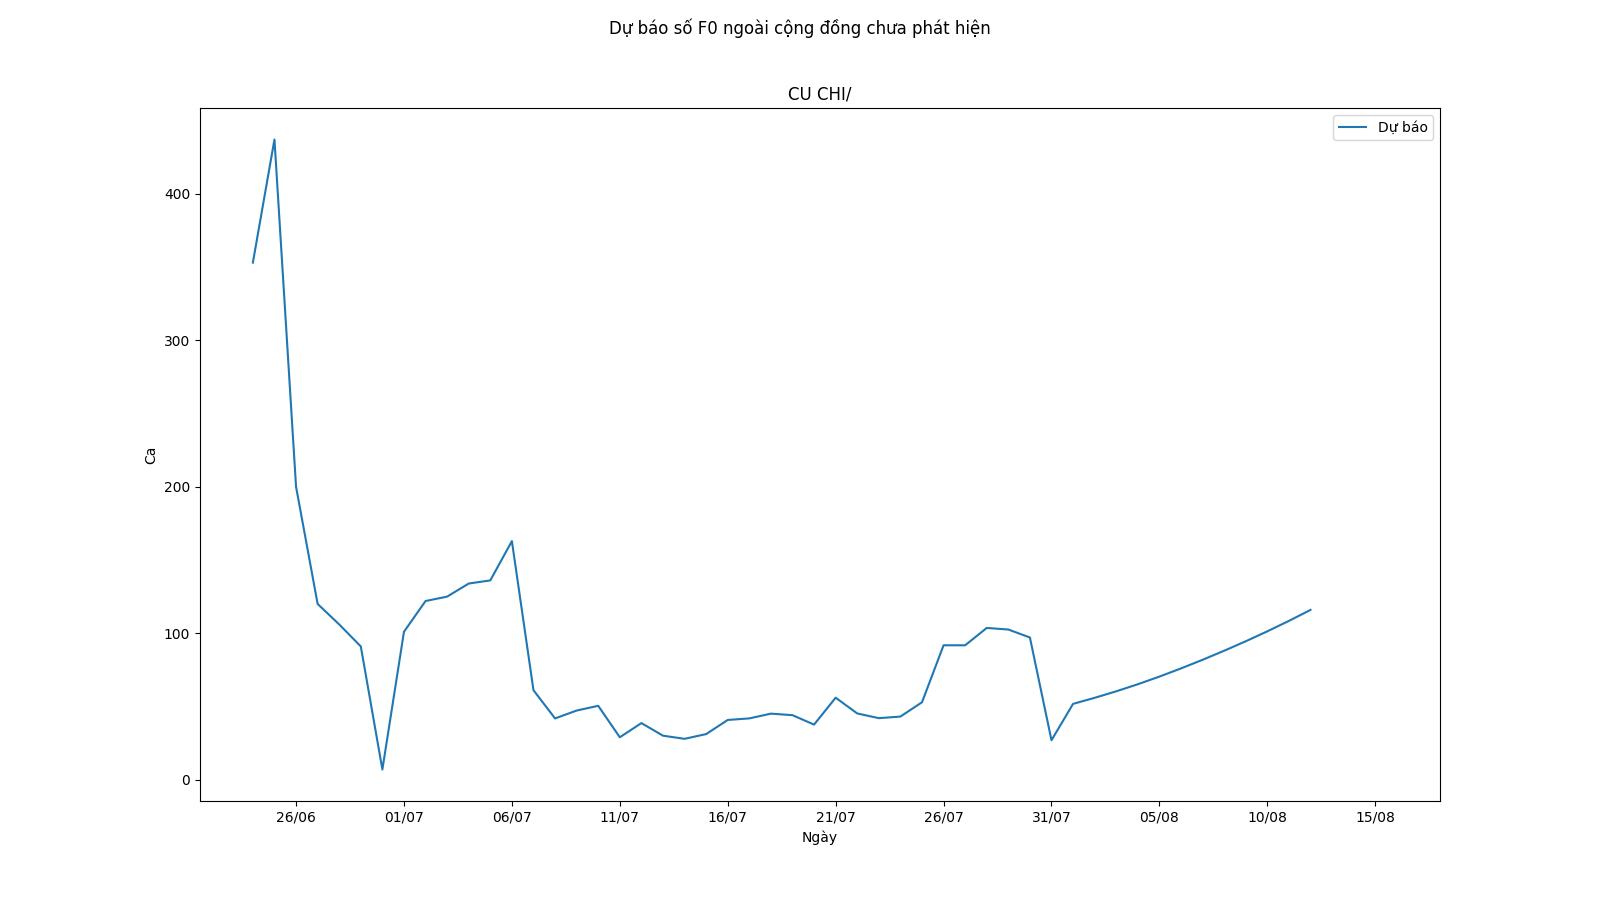 Dự báo số F0 ngoài cộng đồng chưa phát hiện
CU CHI/
Dự báo
400
300
200
100
0
Ca
26/06 01/07 06/07 11/07 16/07 21/07 26/07 31/07 05/08 10/08 15/08
Ngày